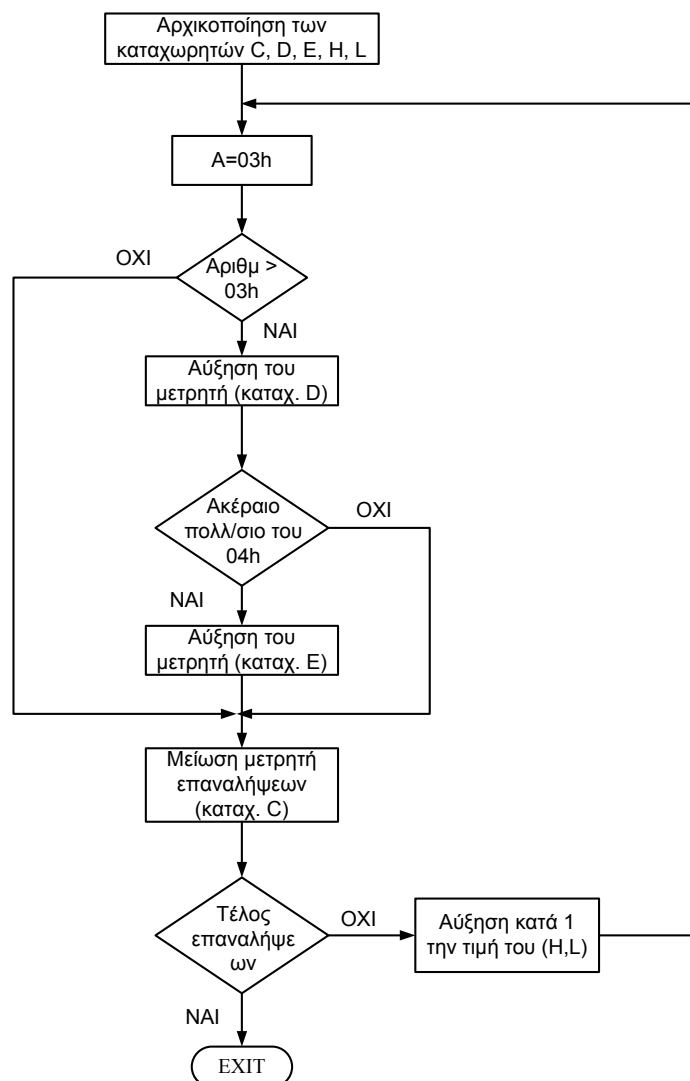 Αρχικοποίηση των
καταχωρητών C, D, E, H, L
A=03h
ΟΧΙ
Αριθμ >
03h
ΝΑΙ
Αύξηση του
μετρητή (καταχ. D)
Ακέραιο
πολλ/σιο του
04h
ΟΧΙ
ΝΑΙ
Αύξηση του
μετρητή (καταχ. E)
Μείωση μετρητή
επαναλήψεων
(καταχ. C)
Τέλος
επαναλήψε
ων
ΟΧΙ
Αύξηση κατά 1
την τιμή του (H,L)
ΝΑΙ
EXIT